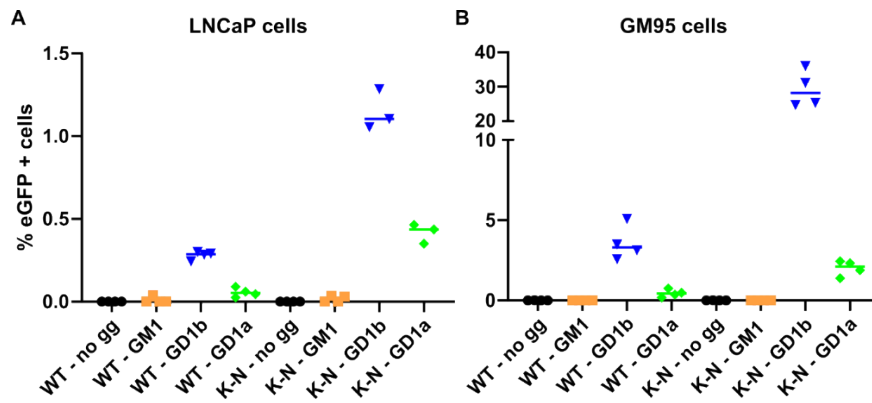 A
LNCaP cells
% eGFP + cells
1.5
1.0
0.5
0.0
WT - no gg
WT - GM1
WT - GD1b
WT - GD1a
K-N - no gg
K-N - GM1
K-N - GD1b
K-N - GD1a
B
GM95 cells
40
30
20
10
5
0
WT - no gg
WT - GM1
WT - GD1b
WT - GD1a
K-N - no gg
K-N - GM1
K-N - GD1b
K-N - GD1a